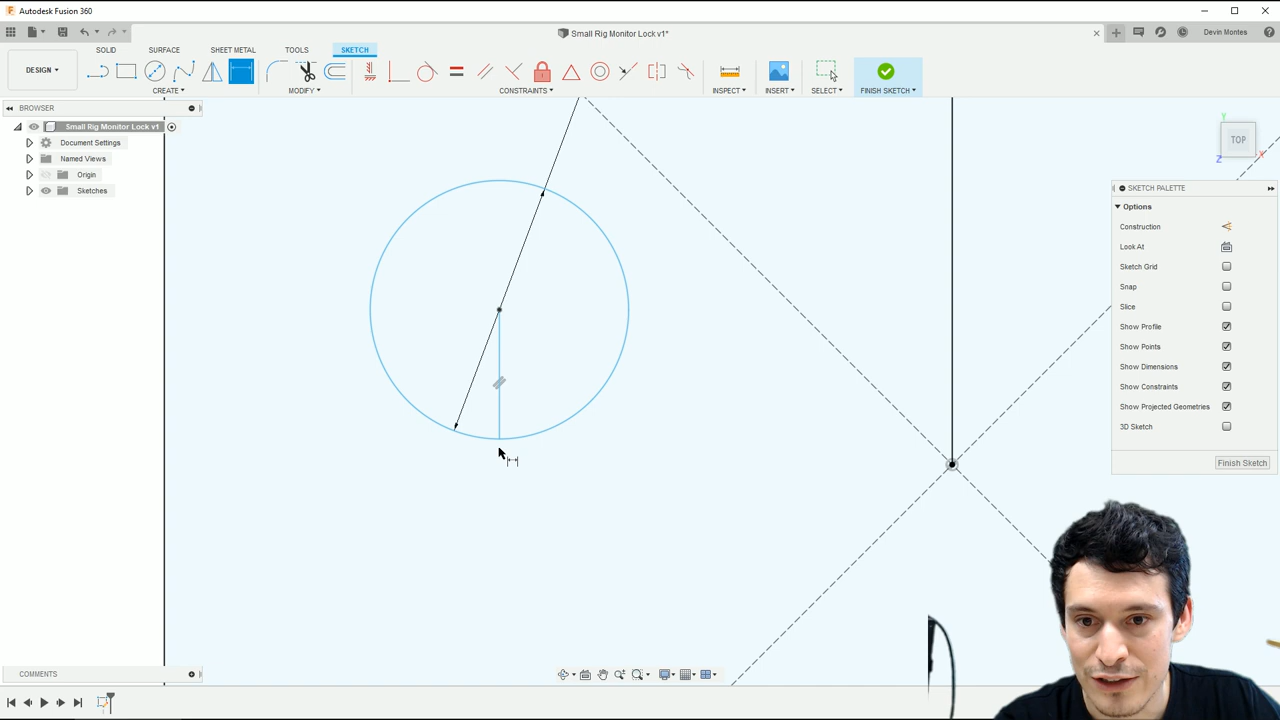 Autodesk Fusion 360
Small Rig Monitor Lock v1*
Devin Montes
SOLID SURFACE SHEET METAL TOOLS SKETCH
DESIGN
CREATE MODIFY CONSTRAINTS INSPECT INSERT SELECT FINISH SKETCH
BROWSER
Small Rig Monitor Lock v1
Document Settings
Named Views
Origin
Sketches
Y
TOP
Z X
SKETCH PALETTE
Options
Construction
Look At
Sketch Grid
Snap
Slice
Show Profile
Show Points
Show Dimensions
Show Constraints
Show Projected Geometries
3D Sketch
Finish Sketch
COMMENTS